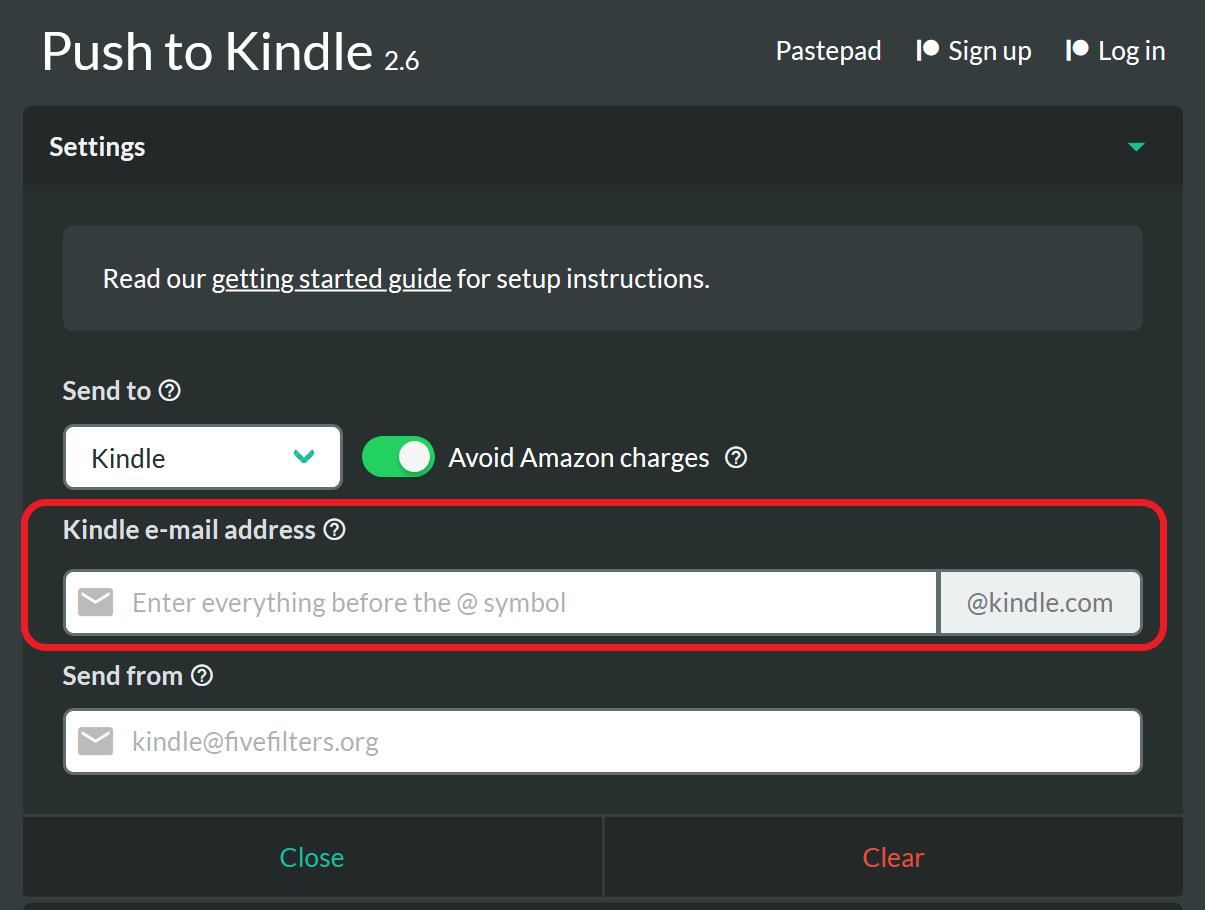 Push to Kindle 2.6
Pastepad Sign up Log in
Settings
Read our getting started guide for setup instructions.
Send to
Kindle Avoid Amazon charges
Kindle e-mail address
Enter everything before the @ symbol @kindle.com
Send from
kindle@fivefilters.org
Close Clear